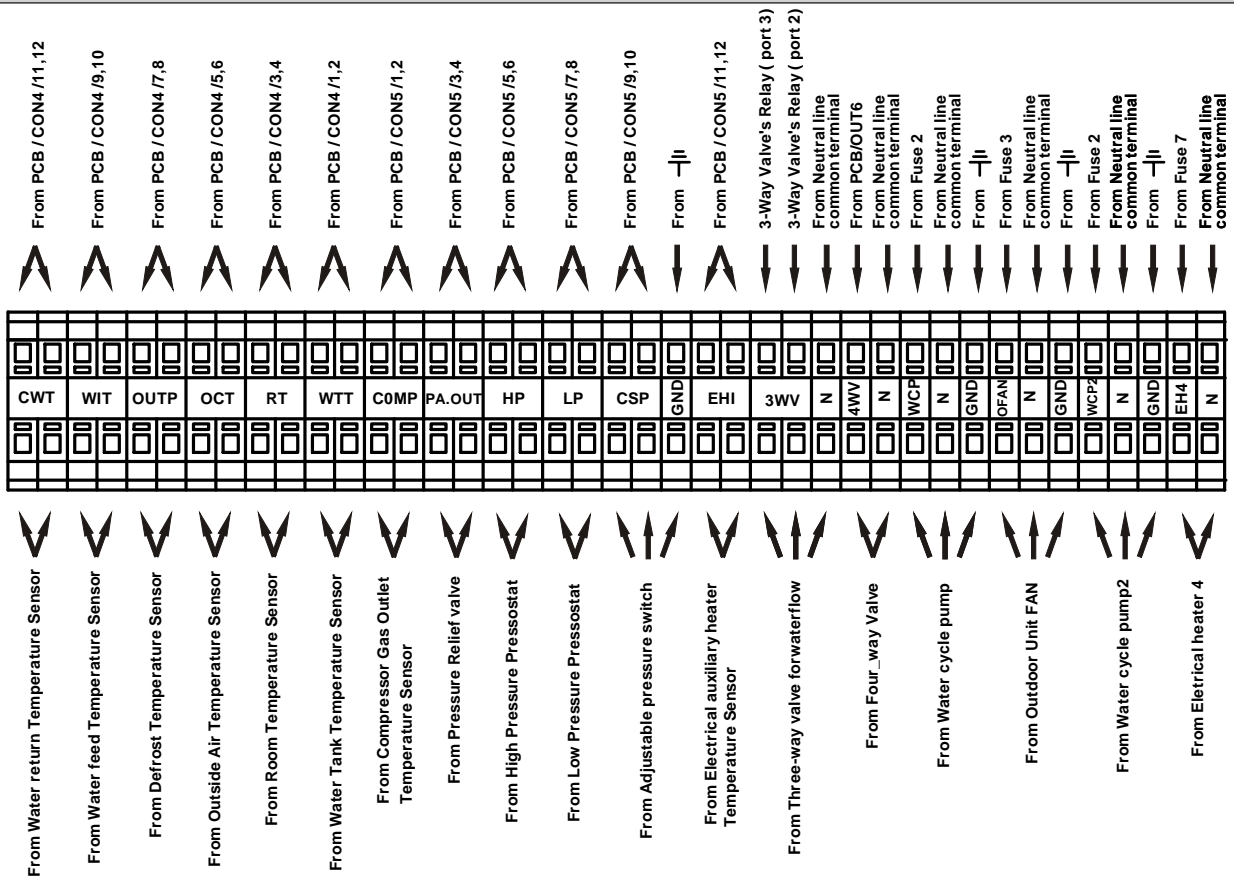 From PCB / CON4 /11,12
From PCB / CON4 /9,10
From PCB / CON4 /7,8
From PCB / CON4 /5,6
From PCB / CON4 /3,4
From PCB / CON4 /1,2
From PCB / CON5 /1,2
From PCB / CON5 /3,4
From PCB / CON5 /5,6
From PCB / CON5 /7,8
From PCB / CON5 /9,10
From
From PCB / CON5 /11,12
3-Way Valve's Relay ( port 3)
3-Way Valve's Relay ( port 2)
From Neutral line
common terminal
From PCB/OUT6
From Neutral line
common terminal
From Fuse 2
From Neutral line
common terminal
From
From Fuse 3
From Neutral line
common terminal
From
From Fuse 2
From Neutral line
common terminal
From
From Fuse 7
From Neutral line
common terminal
CWT
WIT
OUTP
OCT
RT
WTT
C0MP
PA.OUT
HP
LP
CSP
GND
EHI
3WV
N
4WV
N
WCP
N
GND
OFAN
N
GND
WCP2
N
GND
EH4
N
From Water return Temperature Sensor
From Water feed Temperature Sensor
From Defrost Temperature Sensor
From Outside Air Temperature Sensor
From Room Temperature Sensor
From Water Tank Temperature Sensor
From Compressor Gas Outlet
Temperature Sensor
From Pressure Relief valve
From High Pressure Pressostat
From Low Pressure Pressostat
From Adjustable pressure switch
From Electrical auxiliary heater
Temperature Sensor
From Three-way valve forwaterflow
From Four_way Valve
From Water cycle pump
From Outdoor Unit FAN
From Water cycle pump2
From Eletrical heater 4